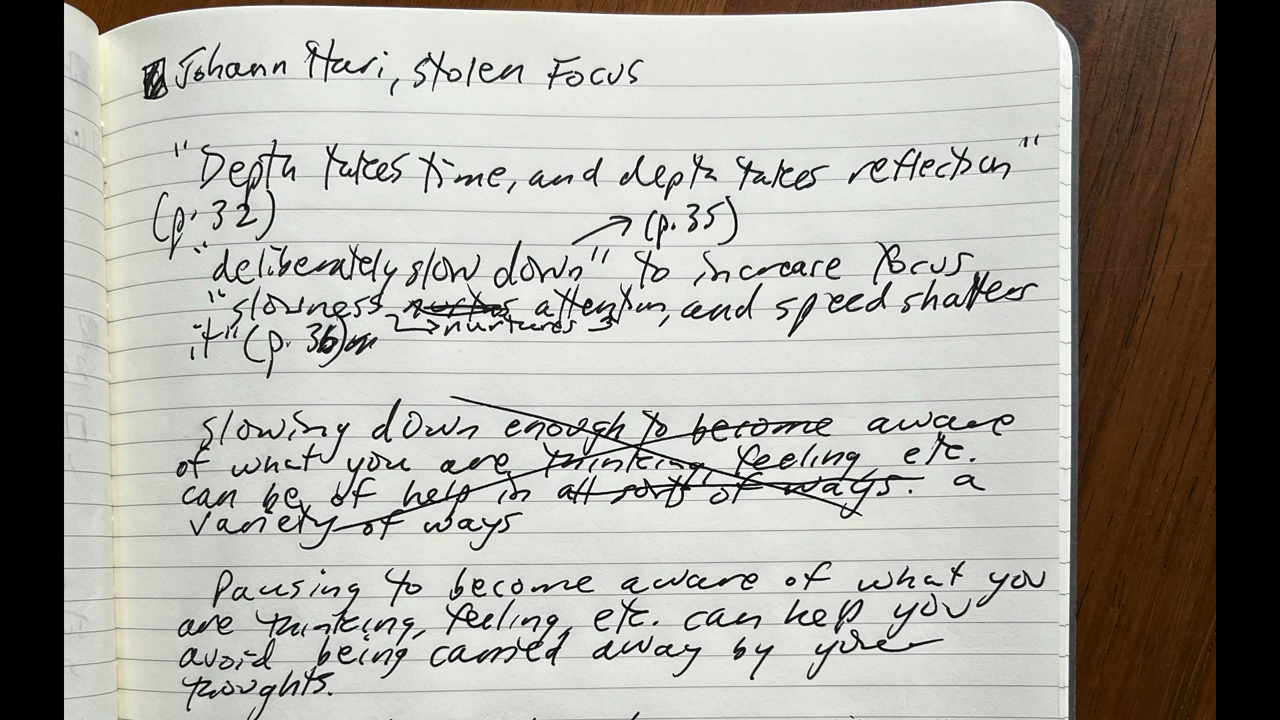 Johann Hari, Stolen Focus
"Depth takes time, and depth takes reflection"
(p. 32)
→ (p. 35)
"deliberately slow down" to increase focus
"slowness attention, and speed shatters
→ nurtures
it" (p. 36)
slowing down enough to become aware
of what you are thinking, feeling, etc.
can be of help in all sorts of ways. a
variety of ways
Pausing to become aware of what you
are thinking, feeling, etc. can help you
avoid being carried away by your
thoughts.